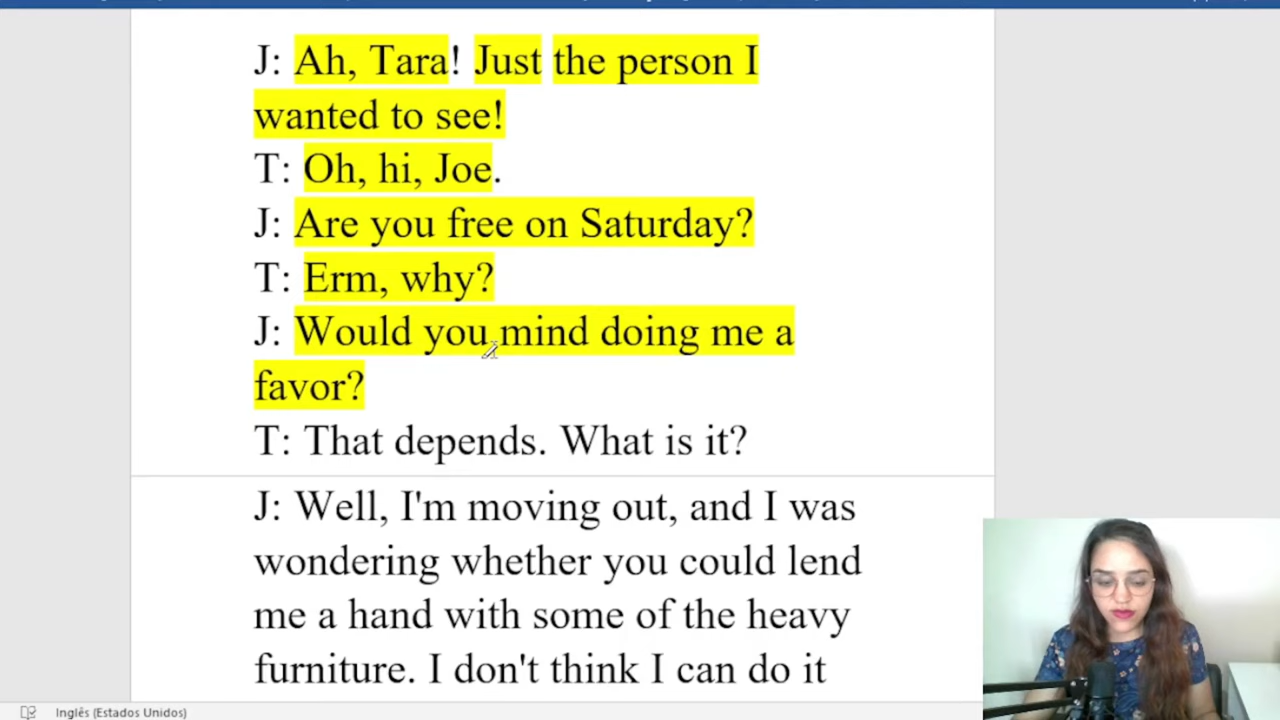 J: Ah, Tara! Just the person I
wanted to see!
T: Oh, hi, Joe.
J: Are you free on Saturday?
T: Erm, why?
J: Would you mind doing me a
favor?
T: That depends. What is it?
J: Well, I'm moving out, and I was
wondering whether you could lend
me a hand with some of the heavy
furniture. I don't think I can do it
Inglês (Estados Unidos)